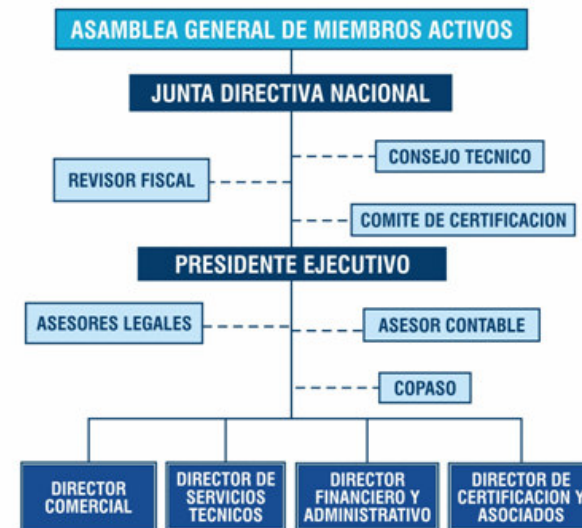 ASAMBLEA GENERAL DE MIEMBROS ACTIVOS
JUNTA DIRECTIVA NACIONAL
CONSEJO TECNICO
REVISOR FISCAL
COMITE DE CERTIFICACION
PRESIDENTE EJECUTIVO
ASESORES LEGALES
ASESOR CONTABLE
COPASO
DIRECTOR
COMERCIAL
DIRECTOR DE
SERVICIOS
TECNICOS
DIRECTOR
FINANCIERO Y
ADMINISTRATIVO
DIRECTOR DE
CERTIFICACION Y
ASOCIADOS